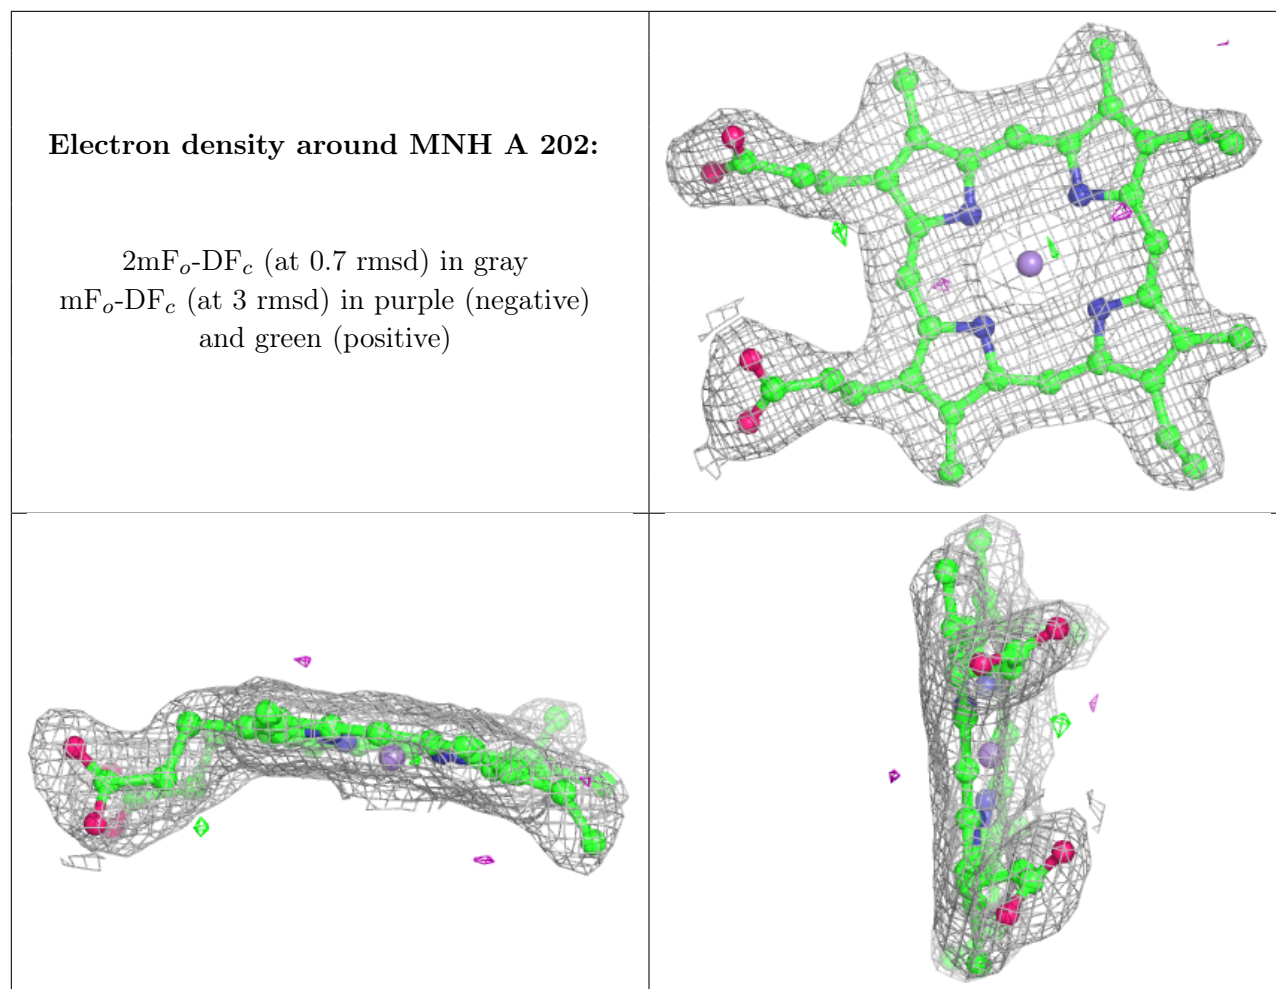 Electron density around MNH A 202:
2mFo-DFc (at 0.7 rmsd) in gray
mFo-DFc (at 3 rmsd) in purple (negative)
and green (positive)